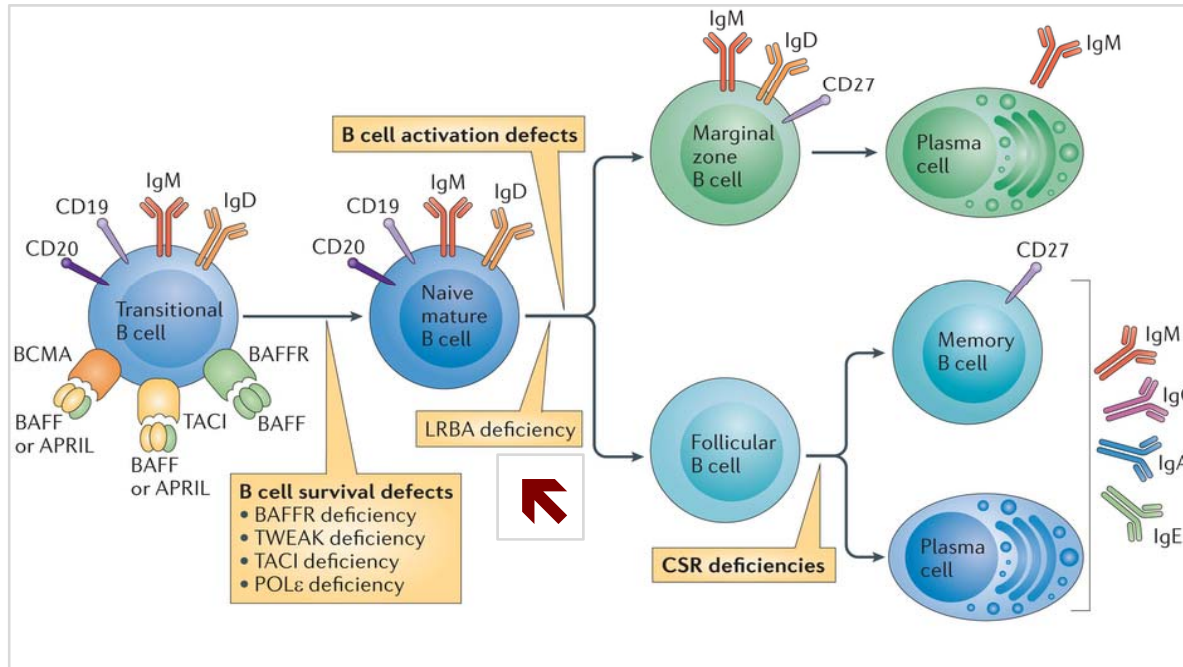 IgM
IgD
CD27
Marginal
zone
B cell
IgM
Plasma
cell
B cell activation defects
CD20
CD19
IgM
IgD
Transitional
B cell
BCMA
BAFF
or APRIL
TACI
BAFF
or APRIL
BAFFR
BAFF
CD20
CD19
IgM
IgD
Naive
mature
B cell
LRBA deficiency
B cell survival defects
• BAFFR deficiency
• TWEAK deficiency
• TACI deficiency
• POLε deficiency
Follicular
B cell
CSR deficiencies
CD27
Memory
B cell
Plasma
cell
IgM
IgA
IgE